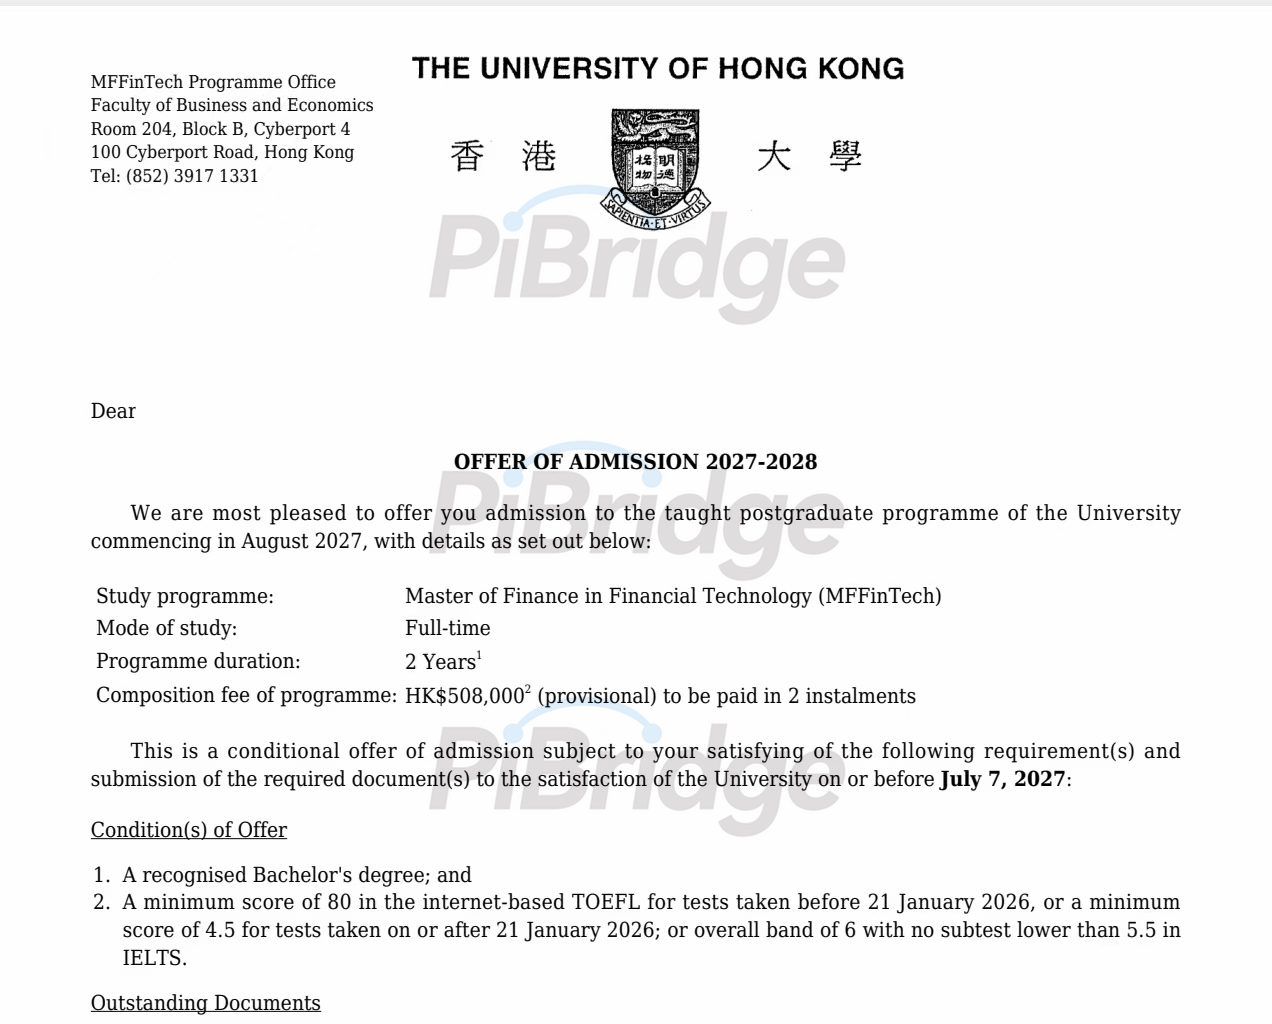 MFFinTech Programme Office
Faculty of Business and Economics
Room 204, Block B, Cyberport 4
100 Cyberport Road, Hong Kong
Tel: (852) 3917 1331
THE UNIVERSITY OF HONG KONG
香 港 大 學
明德
格物
SAPIENTIA·ET·VIRTUS
PiBridge
Dear
OFFER OF ADMISSION 2027-2028
PiBridge
We are most pleased to offer you admission to the taught postgraduate programme of the University
commencing in August 2027, with details as set out below:
Study programme: Master of Finance in Financial Technology (MFFinTech)
Mode of study: Full-time
Programme duration: 2 Years¹
Composition fee of programme: HK$508,000² (provisional) to be paid in 2 instalments
PiBridge
This is a conditional offer of admission subject to your satisfying of the following requirement(s) and
submission of the required document(s) to the satisfaction of the University on or before July 7, 2027:
Condition(s) of Offer
1. A recognised Bachelor's degree; and
2. A minimum score of 80 in the internet-based TOEFL for tests taken before 21 January 2026, or a minimum
score of 4.5 for tests taken on or after 21 January 2026; or overall band of 6 with no subtest lower than 5.5 in
IELTS.
Outstanding Documents